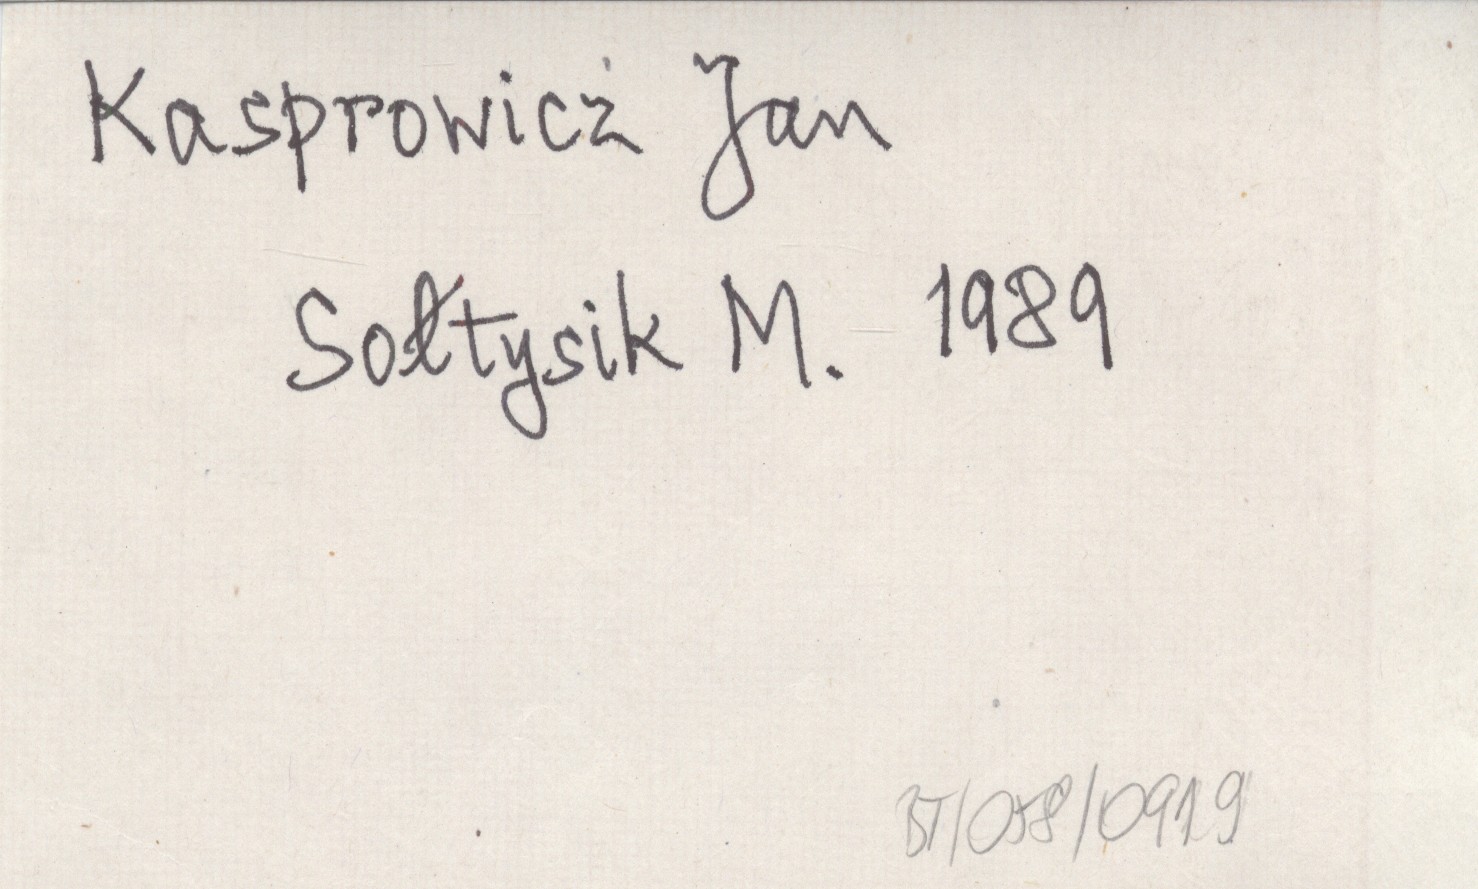 Kasprowicz Jan
Sołtysik M. 1989
BT/058/0919